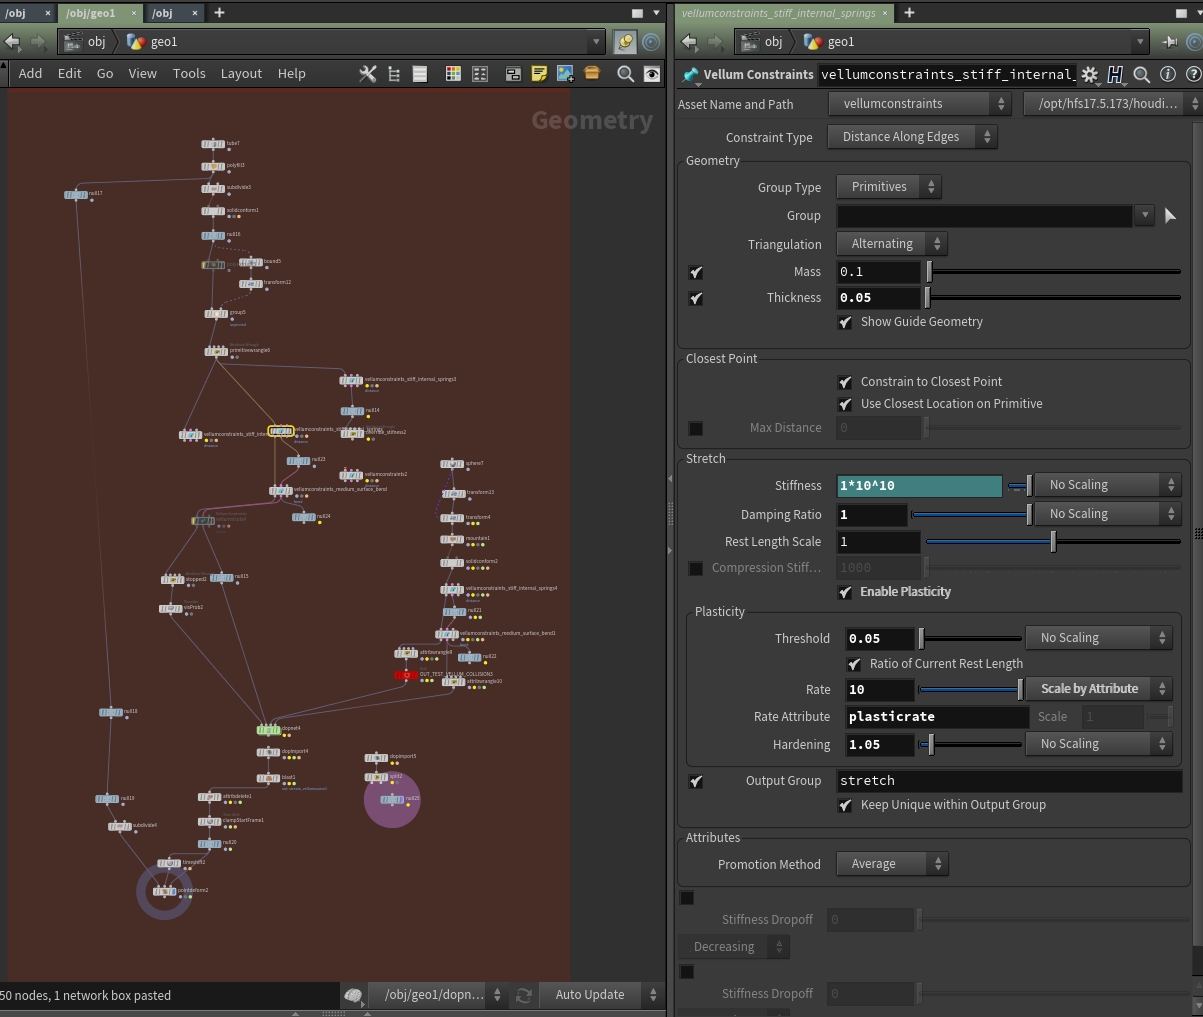 /obj
/obj/geo1
/obj
vellumconstraints_stiff_internal_springs
obj
geo1
obj
geo1
Add Edit Go View Tools Layout Help
Vellum Constraints
vellumconstraints_stiff_internal_
Asset Name and Path
vellumconstraints
/opt/hfs17.5.173/houdi...
Geometry
Constraint Type
Distance Along Edges
Geometry
Group Type
Primitives
Group
Triangulation
Alternating
Mass
0.1
Thickness
0.05
Show Guide Geometry
Closest Point
Constrain to Closest Point
Use Closest Location on Primitive
Max Distance
0
Stretch
Stiffness
1*10^10
No Scaling
Damping Ratio
1
No Scaling
Rest Length Scale
1
Compression Stiff...
1000
Enable Plasticity
Plasticity
Threshold
0.05
No Scaling
Ratio of Current Rest Length
Rate
10
Scale by Attribute
Rate Attribute
plasticrate
Scale
1
Hardening
1.05
No Scaling
Output Group
stretch
Keep Unique within Output Group
Attributes
Promotion Method
Average
Stiffness Dropoff
0
Decreasing
Stiffness Dropoff
0
tube7
polyfill3
null17
subdivide3
solidconform1
null16
bound5
transform12
group5
primitivewrangle6
vellumconstraints_stiff_internal_springs3
null14
null23
vellumconstraints2
vellumconstraints_medium_surface_bend
null24
sphere7
transform13
transform4
mountain1
solidconform2
vellumconstraints_stiff_internal_springs4
null21
vellumconstraints_medium_surface_bend1
null22
attribwrangle9
OUT_TEST_VELLUM_COLLISION3
attribwrangle10
stopped2
null15
visProb2
null18
dopnet4
dopimport4
blast1
dopimport5
split2
null25
attribdelete1
null19
clampStartFrame1
subdivide4
null20
timeshift2
pointdeform2
50 nodes, 1 network box pasted
/obj/geo1/dopn...
Auto Update